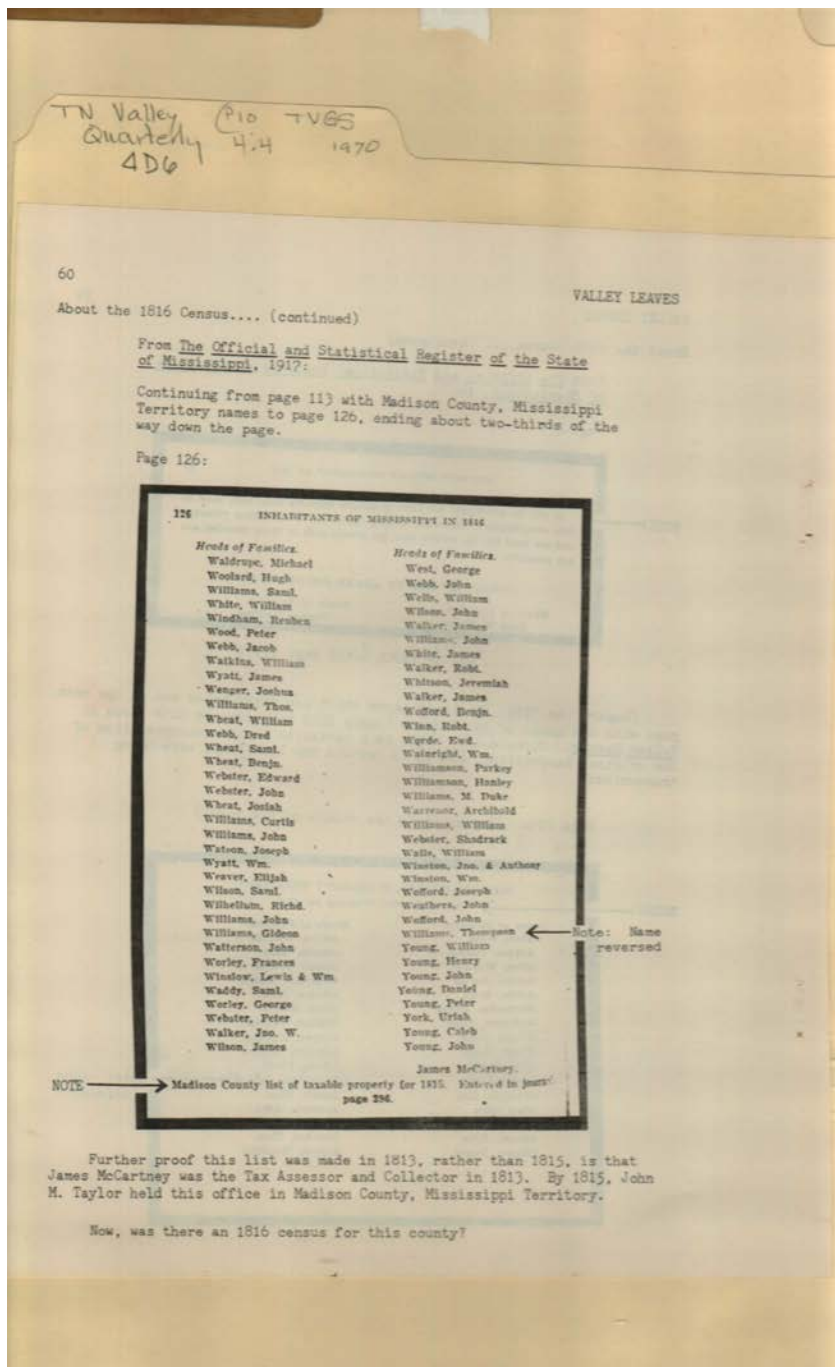 TN Valley P10 TVGS
Quarterly 4.4 1970
4D6
60
VALLEY LEAVES
About the 1816 Census.... (continued)
From The Official and Statistical Register of the State
of Mississippi, 1917:
Continuing from page 113 with Madison County, Mississippi
Territory names to page 126, ending about two-thirds of the
way down the page.
Page 126:
126 INHABITANTS OF MISSISSIPPI IN 1816
Heads of Families.
Waldrupe, Michael
Woolard, Hugh
Williams, Saml.
White, William
Windham, Reuben
Wood, Peter
Webb, Jacob
Watkins, William
Wyatt, James
Wenger, Joshua
Williams, Thos.
Wheat, William
Webb, Dred
Wheat, Saml.
Wheat, Benjn.
Webster, Edward
Webster, John
Wheat, Josiah
Williams, Curtis
Williams, John
Watson, Joseph
Wyatt, Wm.
Weaver, Elijah
Wilson, Saml.
Wilhellum, Richd.
Williams, John
Williams, Gideon
Watterson, John
Worley, Frances
Winslow, Lewis & Wm.
Waddy, Saml.
Worley, George
Webster, Peter
Walker, Jno. W.
Wilson, James
Heads of Families.
West, George
Webb, John
Wells, William
Wilson, John
Walker, James
Williams, John
White, James
Walker, Robt.
Whitson, Jeremiah
Walker, James
Wofford, Benjn.
Winn, Robt.
Wyrde, Ewd.
Wainright, Wm.
Williamson, Parkey
Williamson, Hanley
Williams, M. Duke
Warrenor, Archibald
Williams, William
Webster, Shadrack
Walls, William
Winston, Jno. & Anthony
Winston, Wm.
Wofford, Joseph
Weathers, John
Wofford, John
Williams, Thompson
Young, William
Young, Henry
Young, John
Young, Daniel
Young, Peter
York, Uriah
Young, Caleb
Young, John
James McCartney.
Note: Name
reversed
NOTE
Madison County list of taxable property for 1815. Entered in jour
page 296.
Further proof this list was made in 1813, rather than 1815, is that
James McCartney was the Tax Assessor and Collector in 1813. By 1815, John
M. Taylor held this office in Madison County, Mississippi Territory.
Now, was there an 1816 census for this county?